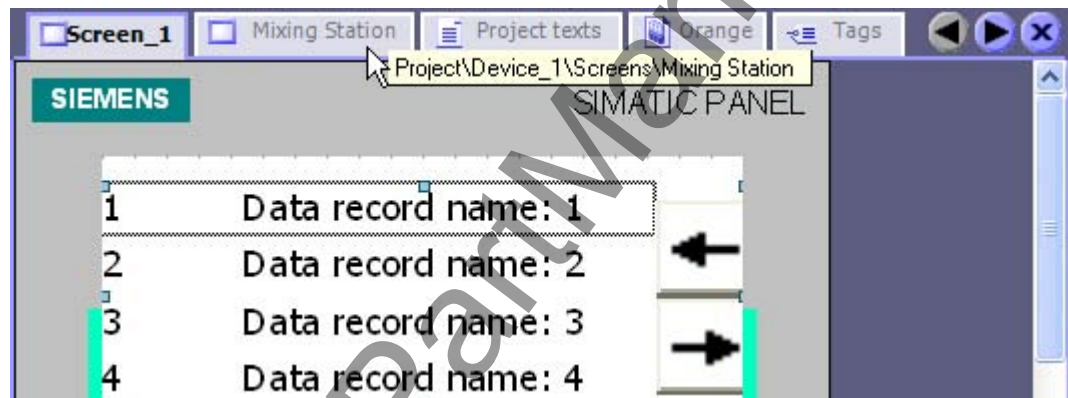 Screen_1 Mixing Station Project texts Orange Tags
Project\Device_1\Screens\Mixing Station
SIEMENS SIMATIC PANEL
1 Data record name: 1
2 Data record name: 2
3 Data record name: 3
4 Data record name: 4